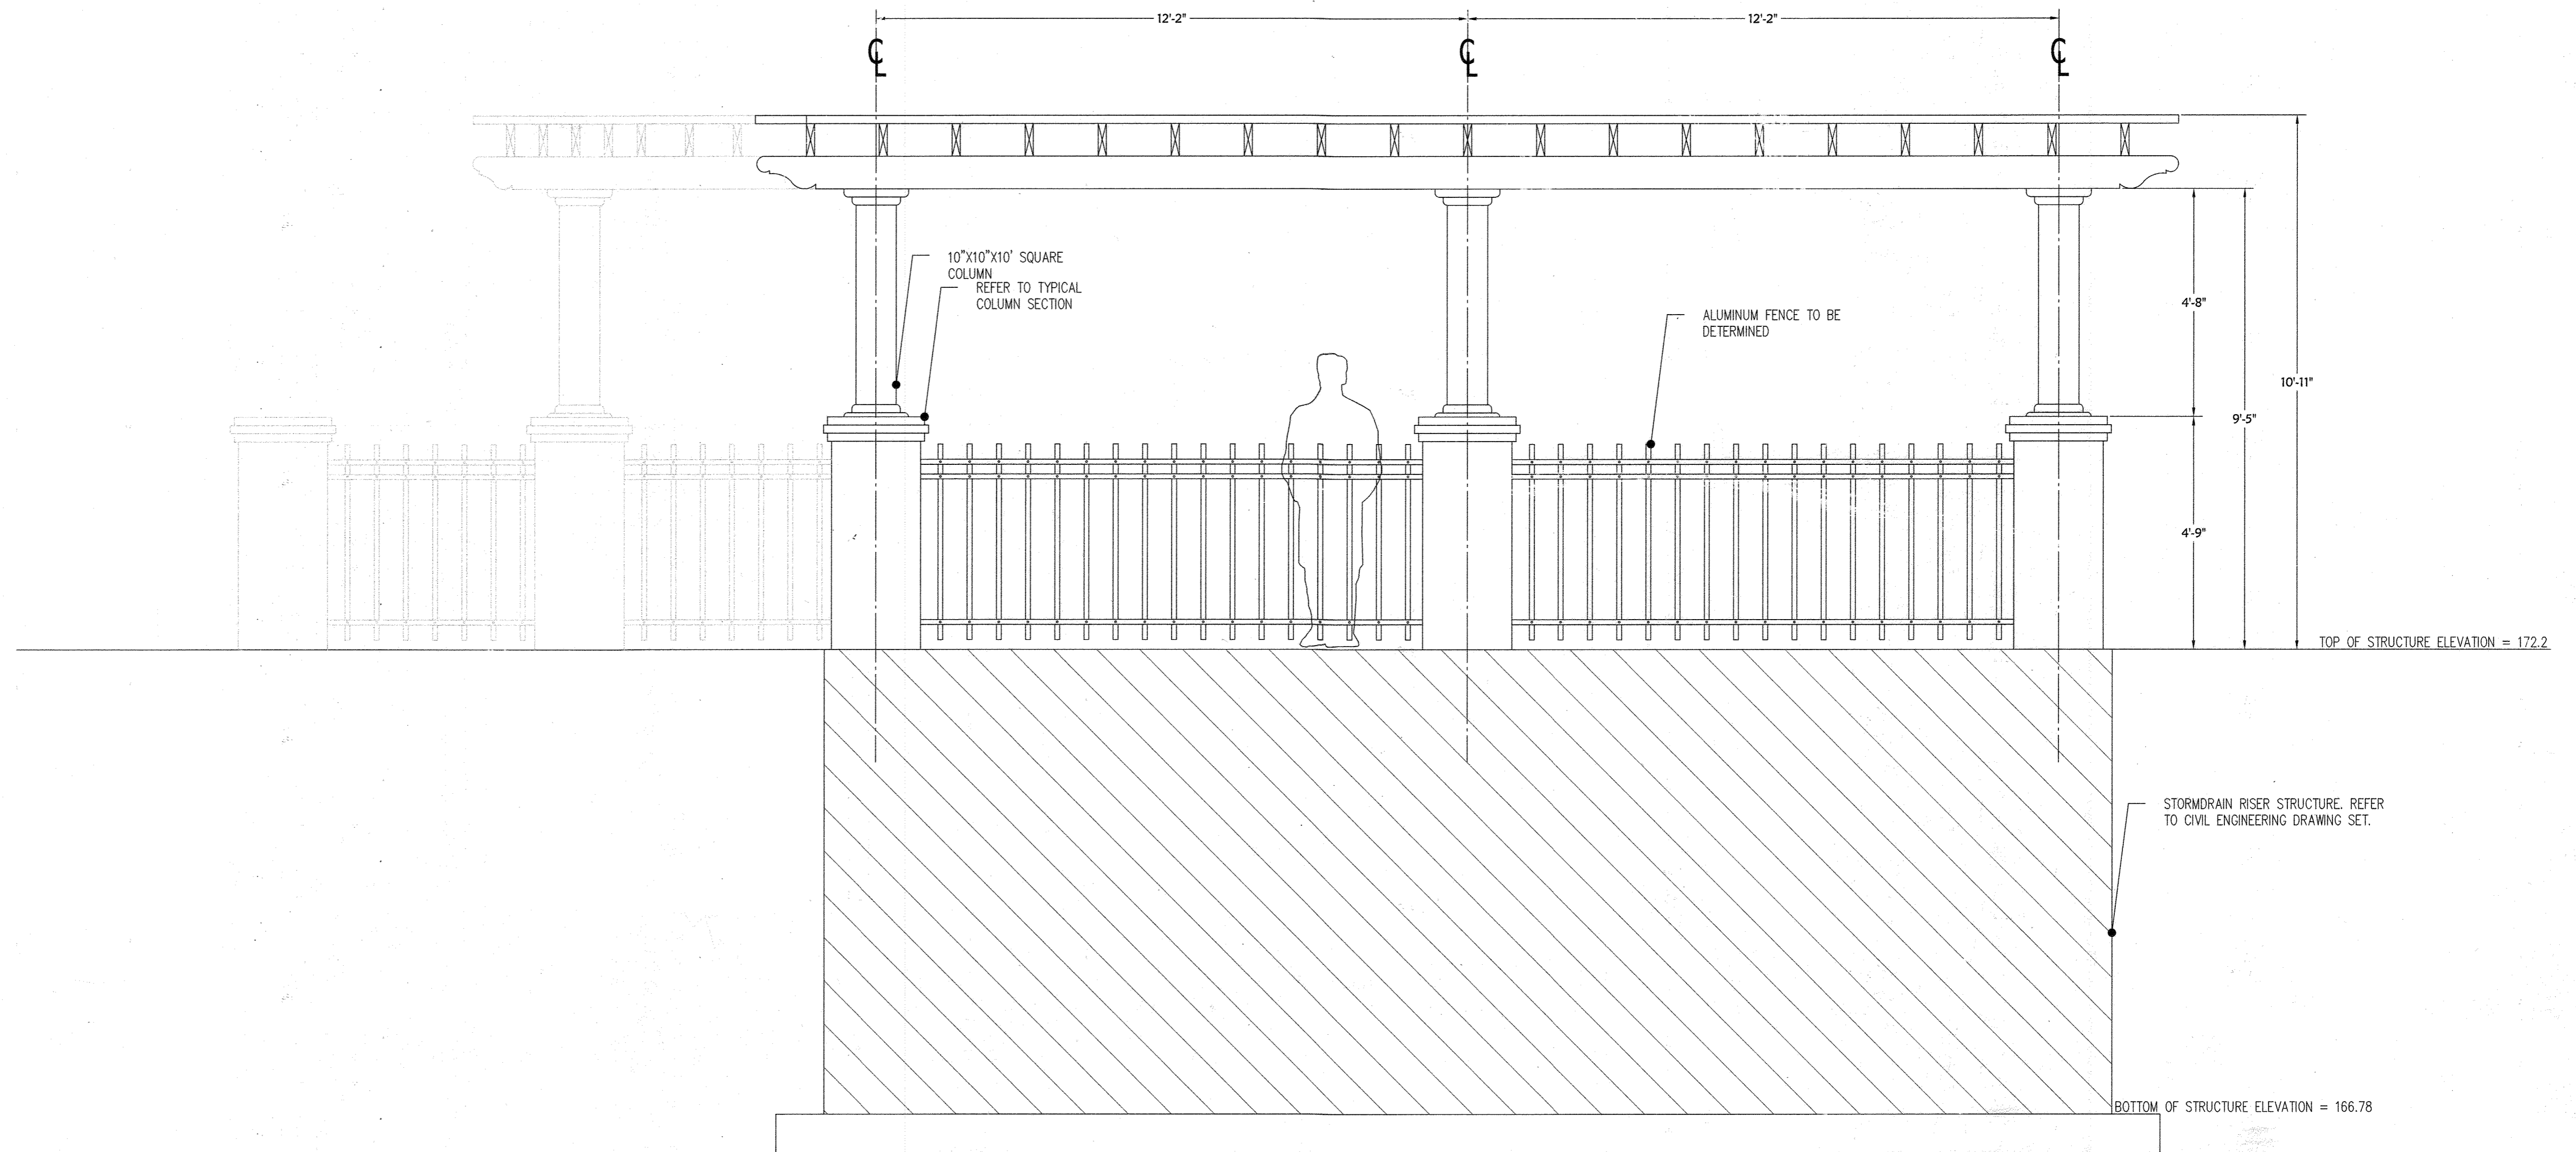 12'-2"
12'-2"
℄
℄
℄
10"X10"X10' SQUARE
COLUMN
REFER TO TYPICAL
COLUMN SECTION
ALUMINUM FENCE TO BE
DETERMINED
4'-8"
10'-11"
9'-5"
4'-9"
TOP OF STRUCTURE ELEVATION = 172.2
STORMDRAIN RISER STRUCTURE. REFER
TO CIVIL ENGINEERING DRAWING SET.
BOTTOM OF STRUCTURE ELEVATION = 166.78